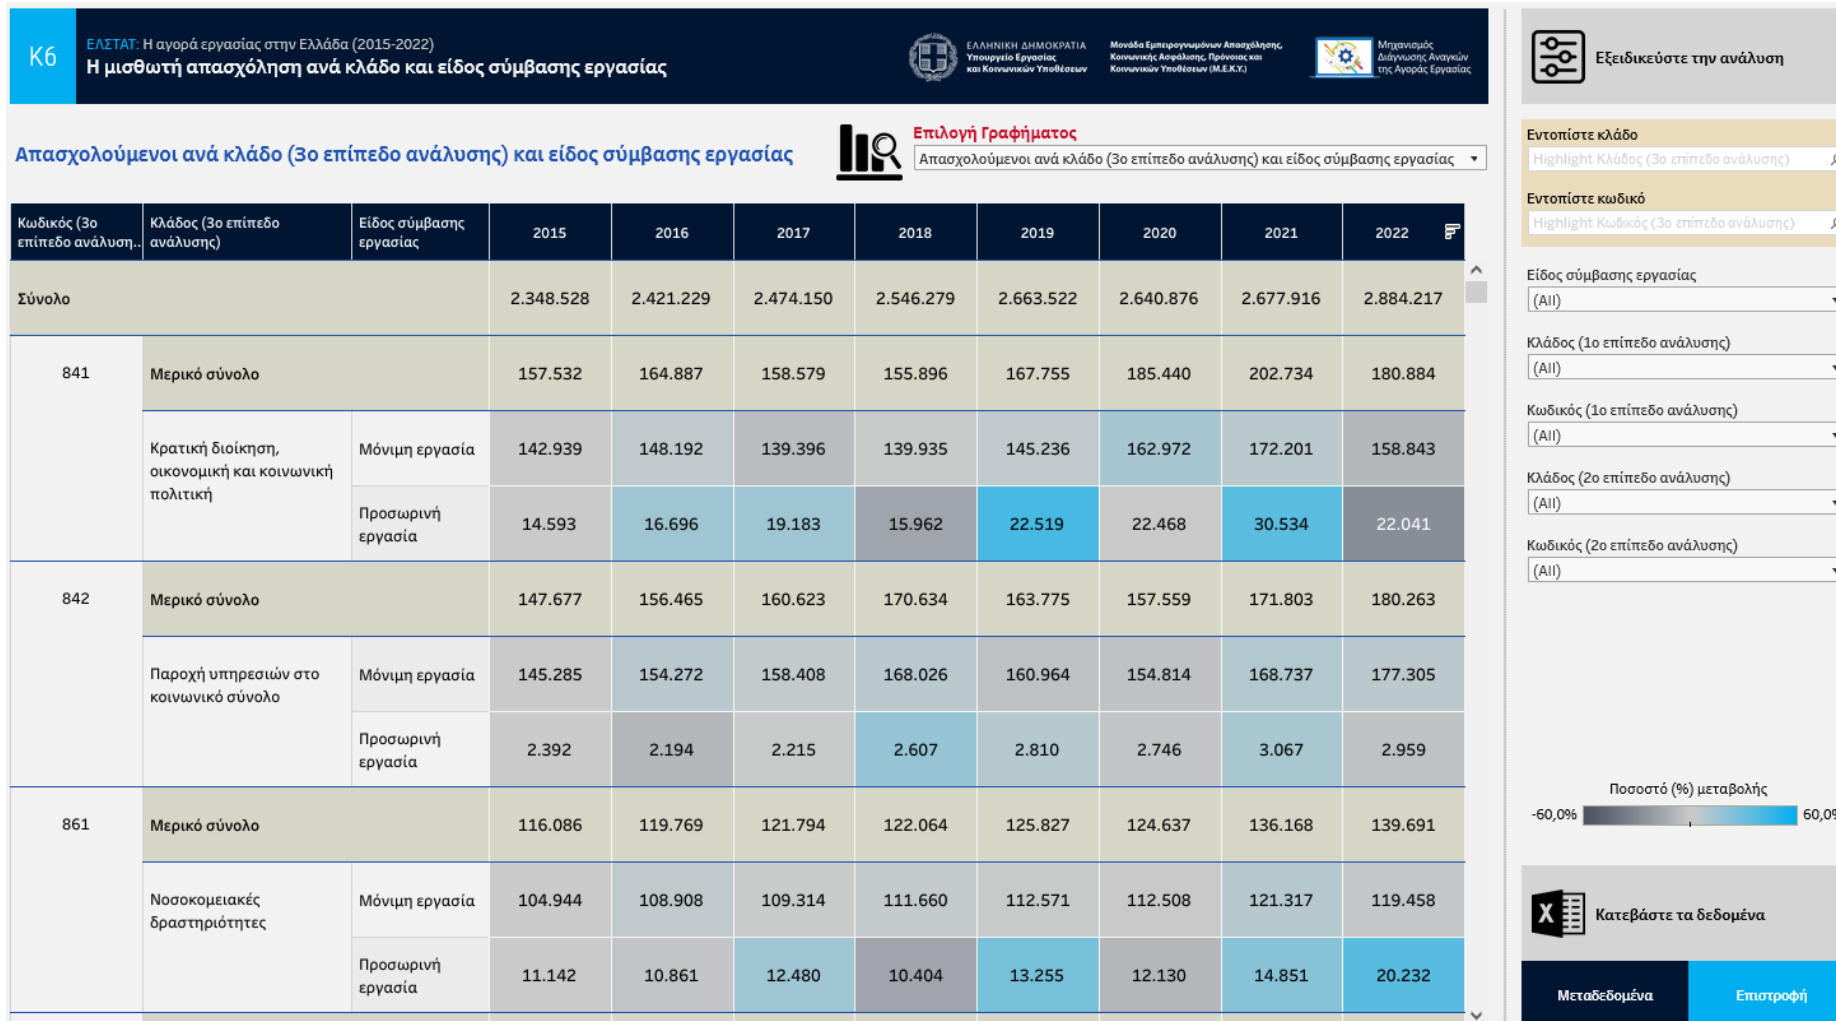 K6
ΕΛΣΤΑΤ: Η αγορά εργασίας στην Ελλάδα (2015-2022)
Η μισθωτή απασχόληση ανά κλάδο και είδος σύμβασης εργασίας
ΕΛΛΗΝΙΚΗ ΔΗΜΟΚΡΑΤΙΑ
Υπουργείο Εργασίας
και Κοινωνικών Υποθέσεων
Μονάδα Εμπειρογνωμόνων Απασχόλησης,
Κοινωνικής Ασφάλισης, Πρόνοιας και
Κοινωνικών Υποθέσεων (Μ.Ε.Κ.Υ.)
Μηχανισμός
Διάγνωσης Αναγκών
της Αγοράς Εργασίας
Απασχολούμενοι ανά κλάδο (3ο επίπεδο ανάλυσης) και είδος σύμβασης εργασίας
Επιλογή Γραφήματος
Απασχολούμενοι ανά κλάδο (3ο επίπεδο ανάλυσης) και είδος σύμβασης εργασίας
Κωδικός (3ο
επίπεδο ανάλυση..
Κλάδος (3ο επίπεδο
ανάλυσης)
Είδος σύμβασης
εργασίας
2015 2016 2017 2018 2019 2020 2021 2022
Σύνολο 2.348.528 2.421.229 2.474.150 2.546.279 2.663.522 2.640.876 2.677.916 2.884.217
841 Μερικό σύνολο 157.532 164.887 158.579 155.896 167.755 185.440 202.734 180.884
Κρατική διοίκηση,
οικονομική και κοινωνική
πολιτική
Μόνιμη εργασία 142.939 148.192 139.396 139.935 145.236 162.972 172.201 158.843
Προσωρινή
εργασία
14.593 16.696 19.183 15.962 22.519 22.468 30.534 22.041
842 Μερικό σύνολο 147.677 156.465 160.623 170.634 163.775 157.559 171.803 180.263
Παροχή υπηρεσιών στο
κοινωνικό σύνολο
Μόνιμη εργασία 145.285 154.272 158.408 168.026 160.964 154.814 168.737 177.305
Προσωρινή
εργασία
2.392 2.194 2.215 2.607 2.810 2.746 3.067 2.959
861 Μερικό σύνολο 116.086 119.769 121.794 122.064 125.827 124.637 136.168 139.691
Νοσοκομειακές
δραστηριότητες
Μόνιμη εργασία 104.944 108.908 109.314 111.660 112.571 112.508 121.317 119.458
Προσωρινή
εργασία
11.142 10.861 12.480 10.404 13.255 12.130 14.851 20.232
Εξειδικεύστε την ανάλυση
Εντοπίστε κλάδο
Highlight Κλάδος (3ο επίπεδο ανάλυσης)
Εντοπίστε κωδικό
Highlight Κωδικός (3ο επίπεδο ανάλυσης)
Είδος σύμβασης εργασίας
(All)
Κλάδος (1ο επίπεδο ανάλυσης)
(All)
Κωδικός (1ο επίπεδο ανάλυσης)
(All)
Κλάδος (2ο επίπεδο ανάλυσης)
(All)
Κωδικός (2ο επίπεδο ανάλυσης)
(All)
Ποσοστό (%) μεταβολής
-60,0% 60,0%
Κατεβάστε τα δεδομένα
Μεταδεδομένα
Επιστροφή